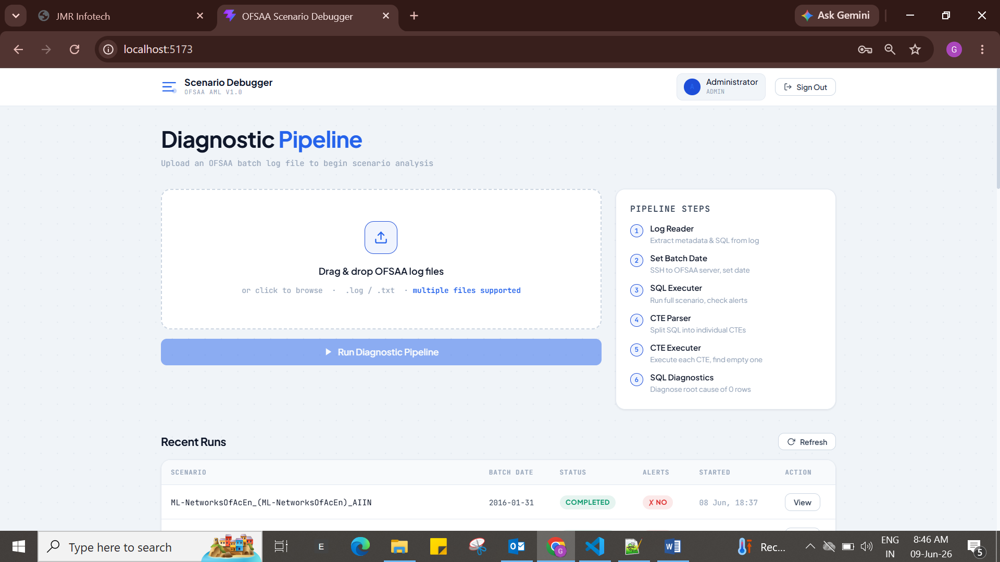 JMR Infotech
OFSAA Scenario Debugger
Ask Gemini
localhost:5173
G
Scenario Debugger
OFSAA AML V1.0
A
Administrator
ADMIN
Sign Out
Diagnostic Pipeline
Upload an OFSAA batch log file to begin scenario analysis
Drag & drop OFSAA log files
or click to browse · .log / .txt · multiple files supported
Run Diagnostic Pipeline
PIPELINE STEPS
1 Log Reader
Extract metadata & SQL from log
2 Set Batch Date
SSH to OFSAA server, set date
3 SQL Executer
Run full scenario, check alerts
4 CTE Parser
Split SQL into individual CTEs
5 CTE Executer
Execute each CTE, find empty one
6 SQL Diagnostics
Diagnose root cause of 0 rows
Recent Runs
Refresh
SCENARIO BATCH DATE STATUS ALERTS STARTED ACTION
ML-NetworksOfAcEn_(ML-NetworksOfAcEn)_AIIN 2016-01-31 COMPLETED ✗ NO 08 Jun, 18:37 View
Type here to search
E
G
Rec...
ENG
IN
8:46 AM
09-Jun-26
5